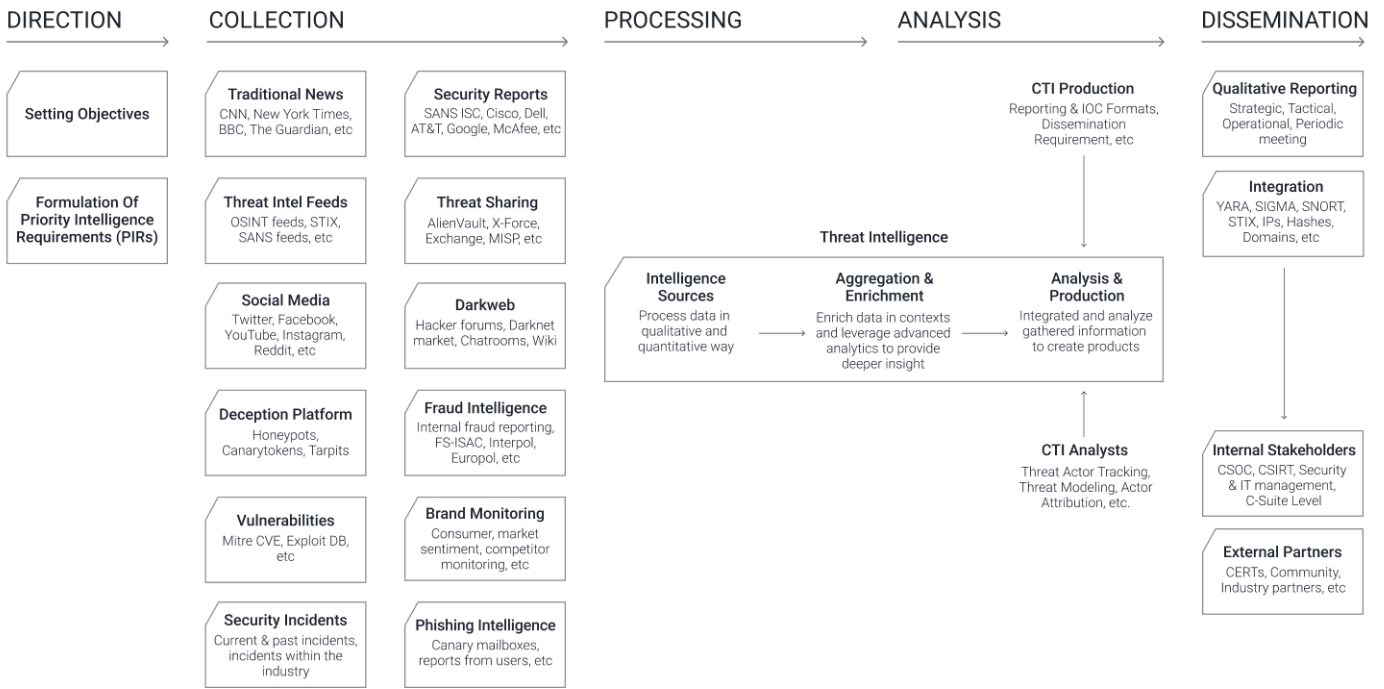 DIRECTION
COLLECTION
PROCESSING
ANALYSIS
DISSEMINATION
Setting Objectives
Formulation Of
Priority Intelligence
Requirements (PIRs)
Traditional News
CNN, New York Times,
BBC, The Guardian, etc
Security Reports
SANS ISC, Cisco, Dell,
AT&T, Google, McAfee, etc
Threat Intel Feeds
OSINT feeds, STIX,
SANS feeds, etc
Threat Sharing
AlienVault, X-Force,
Exchange, MISP, etc
Social Media
Twitter, Facebook,
YouTube, Instagram,
Reddit, etc
Darkweb
Hacker forums, Darknet
market, Chatrooms, Wiki
Deception Platform
Honeypots,
Canarytokens, Tarpits
Fraud Intelligence
Internal fraud reporting,
FS-ISAC, Interpol,
Europol, etc
Vulnerabilities
Mitre CVE, Exploit DB,
etc
Brand Monitoring
Consumer, market
sentiment, competitor
monitoring, etc
Security Incidents
Current & past incidents,
incidents within the
industry
Phishing Intelligence
Canary mailboxes,
reports from users, etc
CTI Production
Reporting & IOC Formats,
Dissemination
Requirement, etc
Threat Intelligence
Intelligence
Sources
Process data in
qualitative and
quantitative way
Aggregation &
Enrichment
Enrich data in contexts
and leverage advanced
analytics to provide
deeper insight
Analysis &
Production
Integrated and analyze
gathered information
to create products
CTI Analysts
Threat Actor Tracking,
Threat Modeling, Actor
Attribution, etc.
Qualitative Reporting
Strategic, Tactical,
Operational, Periodic
meeting
Integration
YARA, SIGMA, SNORT,
STIX, IPs, Hashes,
Domains, etc
Internal Stakeholders
CSOC, CSIRT, Security
& IT management,
C-Suite Level
External Partners
CERTs, Community,
Industry partners, etc